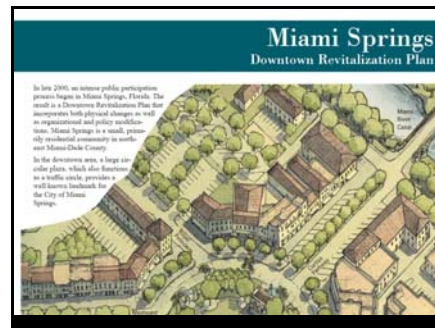 Miami Springs
Downtown Revitalization Plan
In late 2000, an intense public participation
process began in Miami Springs, Florida. The
result is a Downtown Revitalization Plan that
incorporates both physical changes as well
as organizational and policy modifica-
tions. Miami Springs is a small, prima-
rily residential community in north-
east Miami-Dade County.
In the downtown area, a large cir-
cular plaza, which also functions
as a traffic circle, provides a
well known landmark for
the City of Miami
Springs.
Miami
River
Canal